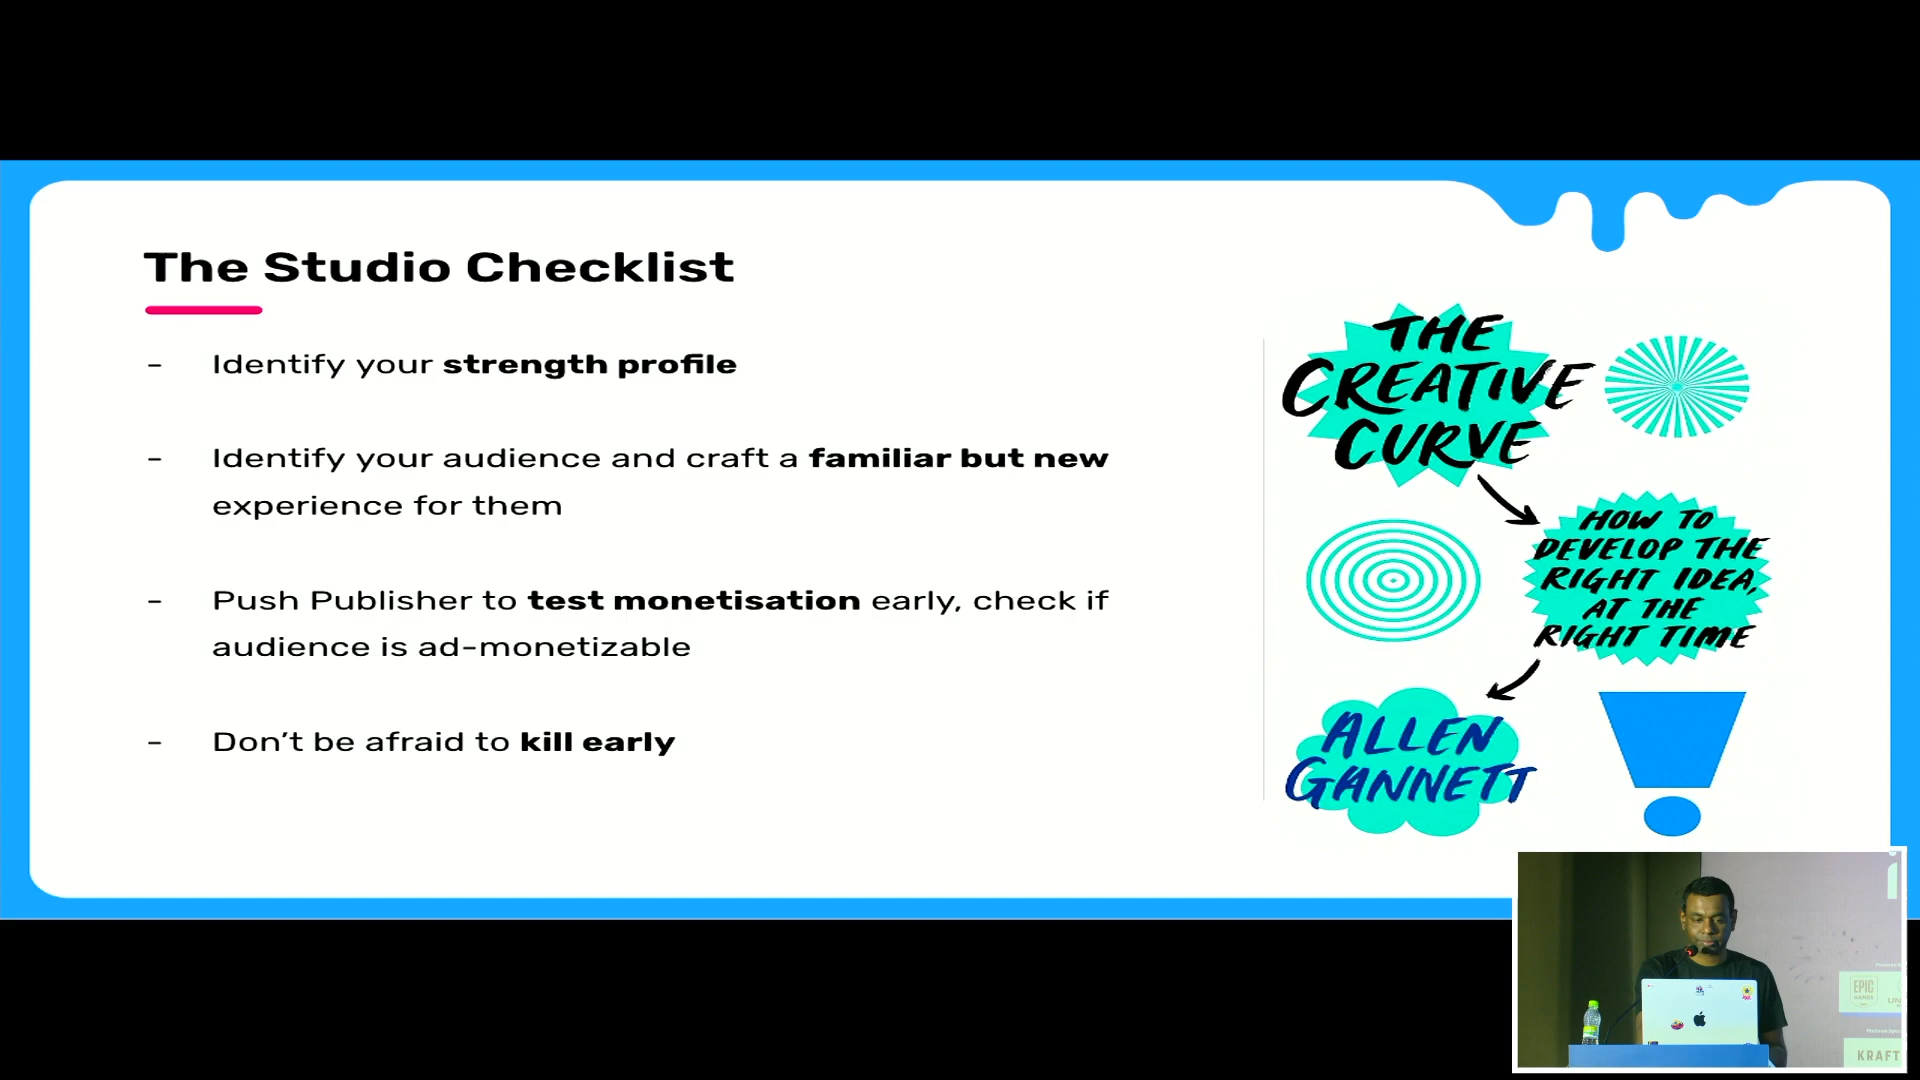 The Studio Checklist
- Identify your strength profile
- Identify your audience and craft a familiar but new
experience for them
- Push Publisher to test monetisation early, check if
audience is ad-monetizable
- Don't be afraid to kill early
THE
CREATIVE
CURVE
HOW TO
DEVELOP THE
RIGHT IDEA,
AT THE
RIGHT TIME
ALLEN
GANNETT
EPIC
GAMES
KRAFT